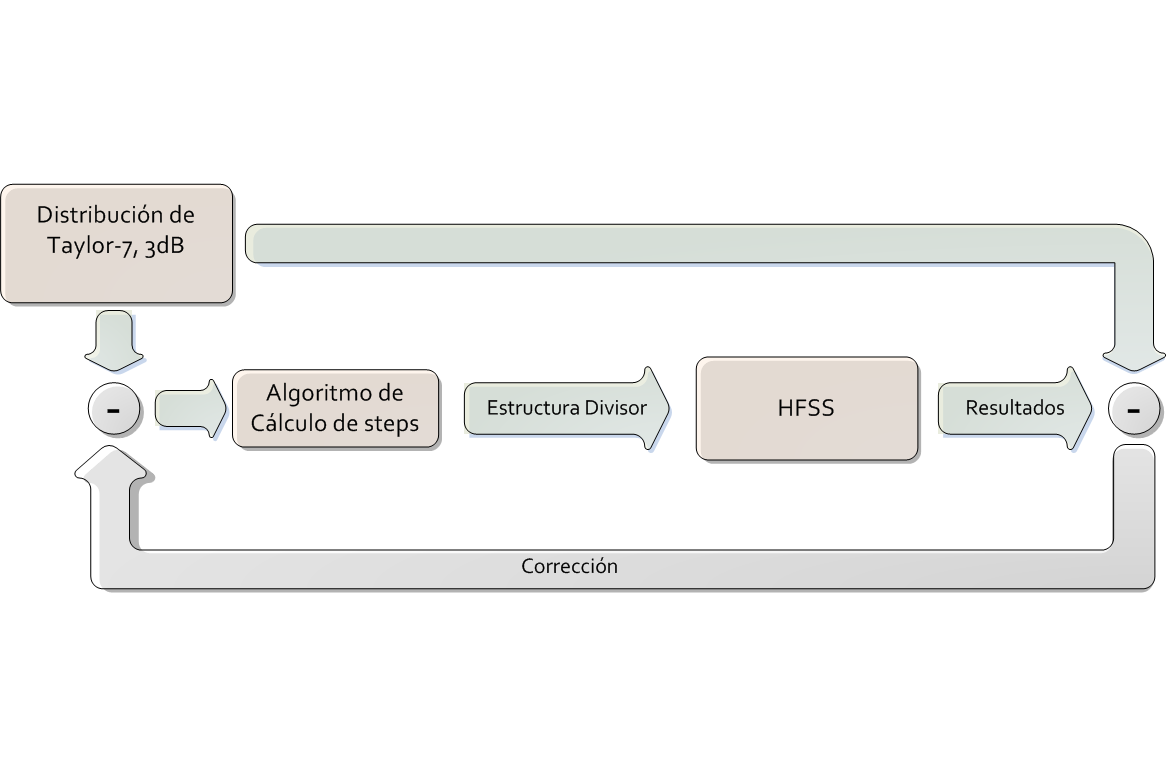 Distribución de
Taylor-7, 3dB
-
Algoritmo de
Cálculo de steps
Estructura Divisor
HFSS
Resultados
-
Corrección